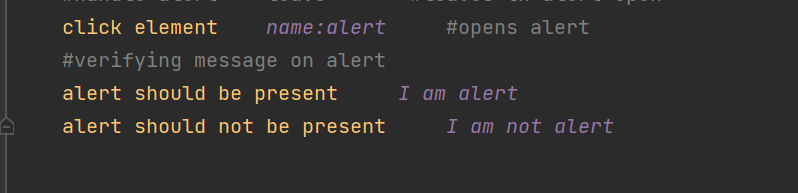 click element    name:alert     #opens alert
#verifying message on alert
alert should be present     I am alert
alert should not be present     I am not alert